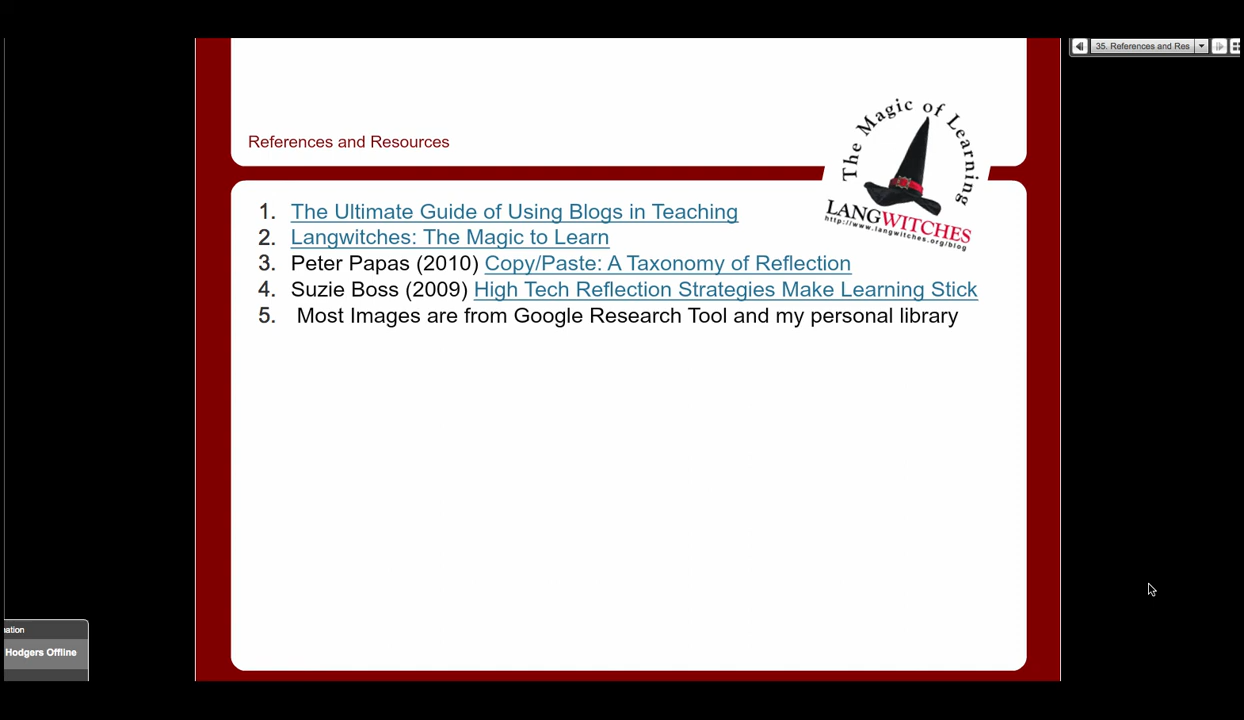 35. References and Res
The Magic of Learning
References and Resources
LANGWITCHES
http://www.langwitches.org/blog
1. The Ultimate Guide of Using Blogs in Teaching
2. Langwitches: The Magic to Learn
3. Peter Papas (2010) Copy/Paste: A Taxonomy of Reflection
4. Suzie Boss (2009) High Tech Reflection Strategies Make Learning Stick
5. Most Images are from Google Research Tool and my personal library
Hodgers Offline